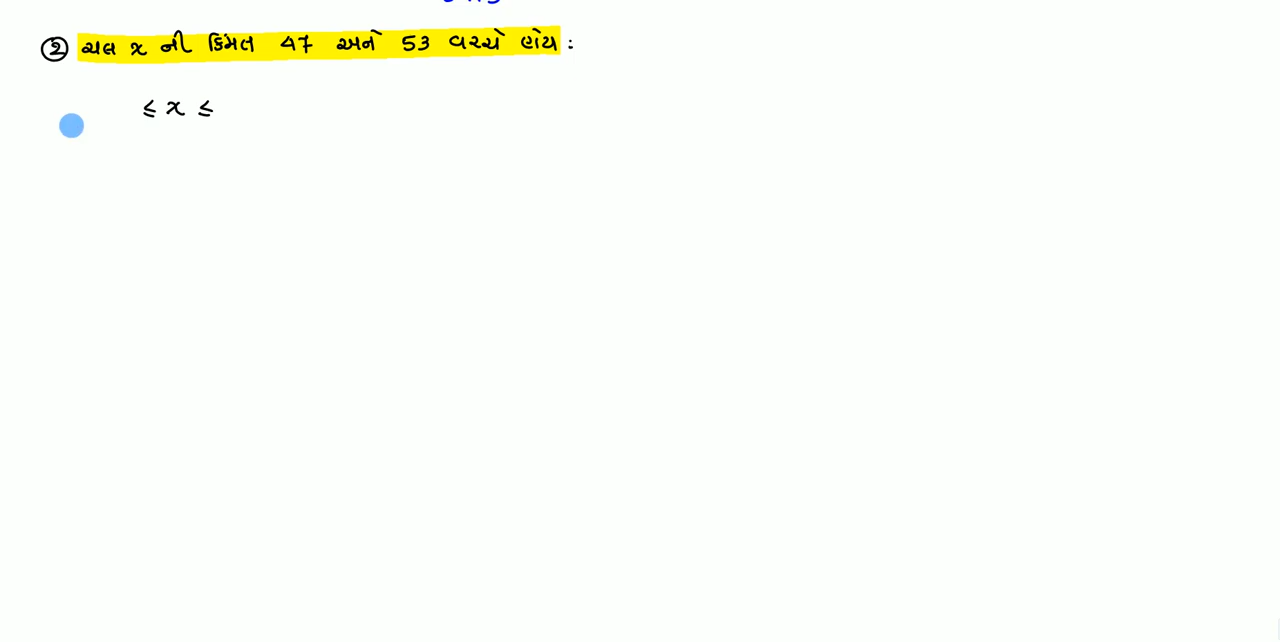 ② ચલ x ની કિંમત 47 અને 53 વચ્ચે હોય :
≤ x ≤